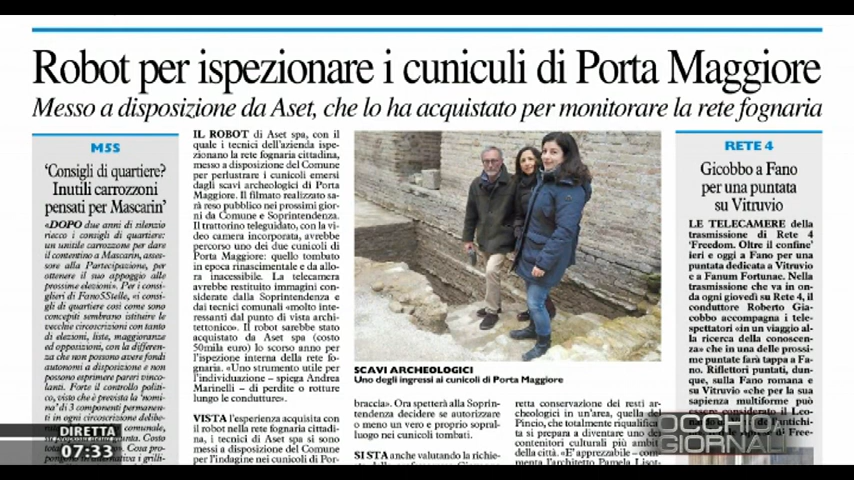 Robot per ispezionare i cuniculi di Porta Maggiore
Messo a disposizione da Aset, che lo ha acquistato per monitorare la rete fognaria
M5S
'Consigli di quartiere?
Inutili carrozzoni
pensati per Mascarin'
«DOPO due anni di silenzio
riecco i consigli di quartiere:
un unitile carrozzone per dare
il contentino a Mascarin, asses-
sore alla Partecipazione, per
ottenere il suo appoggio alle
prossime elezioni». Per i consi-
glieri di Fano5Stelle, «i consi-
gli di quartiere così come sono
concepiti sembrano istituire le
vecchie circoscrizioni con tanto
di elezioni, liste, maggioranze
ed opposizioni, con la differen-
za che non possono avere fondi
autonomi a disposizione e non
possono esprimere pareri vinco-
lanti. Forte il controllo politi-
co, visto che è prevista la 'nomi-
na' di 3 componenti permanen-
ti in ogni circoscrizione delibe-
IL ROBOT di Aset spa, con il
quale i tecnici dell'azienda ispe-
zionano la rete fognaria cittadina,
messo a disposizione del Comune
per perlustrare i cunicoli emersi
dagli scavi archeologici di Porta
Maggiore. Il filmato realizzato sa-
rà reso pubblico nei prossimi gior-
ni da Comune e Soprintendenza.
Il trattorino teleguidato, con la vi-
deo camera incorporata, avrebbe
percorso uno dei due cunicoli di
Porta Maggiore: quello tombato
in epoca rinascimentale e da allo-
ra inacessibile. La telecamera
avrebbe restituito immagini consi-
derate dalla Soprintendenza e
dai tecnici comunali «molto inte-
ressanti dal punto di vista archi-
tettonico». Il robot sarebbe stato
acquistato da Aset spa (costo
50mila euro) lo scorso anno per
l'ispezione interna della rete fo-
gnaria. «Uno strumento utile per
l'individuazione – spiega Andrea
Marinelli – di perdite o rotture
lungo le condutture».
VISTA l'esperienza acquisita con
il robot nella rete fognaria cittadi-
na, i tecnici di Aset spa si sono
messi a disposizione del Comune
per l'indagine nei cunicoli di Por-
SCAVI ARCHEOLOGICI
Uno degli ingressi ai cunicoli di Porta Maggiore
braccia». Ora spetterà alla Soprin-
tendenza decidere se autorizzare
o meno un vero e proprio sopral-
luogo nei cunicoli tombati.
SI STA anche valutando la richie-
retta conservazione dei resti ar-
cheologici in un'area, quella del
Pincio, che totalmente riqualifica-
ta si prepara a diventare uno dei
contenitori culturali più ambiti
della città. «E' apprezzabile – com-
menta l'architetto Pamela Lisot-
RETE 4
Gicobbo a Fano
per una puntata
su Vitruvio
LE TELECAMERE della
trasmissione di Rete 4
'Freedom. Oltre il confine'
ieri e oggi a Fano per una
puntata dedicata a Vitruvio
e a Fanum Fortunae. Nella
trasmissione che va in on-
da ogni giovedì su Rete 4, il
conduttore Roberto Gia-
cobbo accompagna i tele-
spettatori «in un viaggio al-
la ricerca della conoscen-
za» che in una delle prossi-
me puntate farà tappa a Fa-
no. Riflettori puntati, dun-
que, sulla Fano romana e
su Vitruvio «che per la sua
sapienza multiforme può
DIRETTA
07:33
OCCHIO
GIORNALI